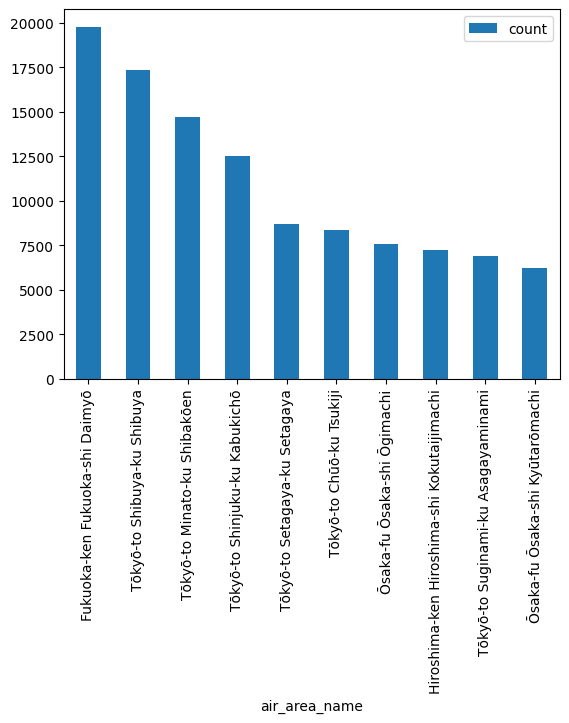 20000
17500
15000
12500
10000
7500
5000
2500
0
count
Fukuoka-ken Fukuoka-shi Daimyō
Tōkyō-to Shibuya-ku Shibuya
Tōkyō-to Minato-ku Shibakōen
Tōkyō-to Shinjuku-ku Kabukichō
Tōkyō-to Setagaya-ku Setagaya
Tōkyō-to Chūō-ku Tsukiji
Ōsaka-fu Ōsaka-shi Ōgimachi
Hiroshima-ken Hiroshima-shi Kokutaijimachi
Tōkyō-to Suginami-ku Asagayaminami
Ōsaka-fu Ōsaka-shi Kyūtarōmachi
air_area_name